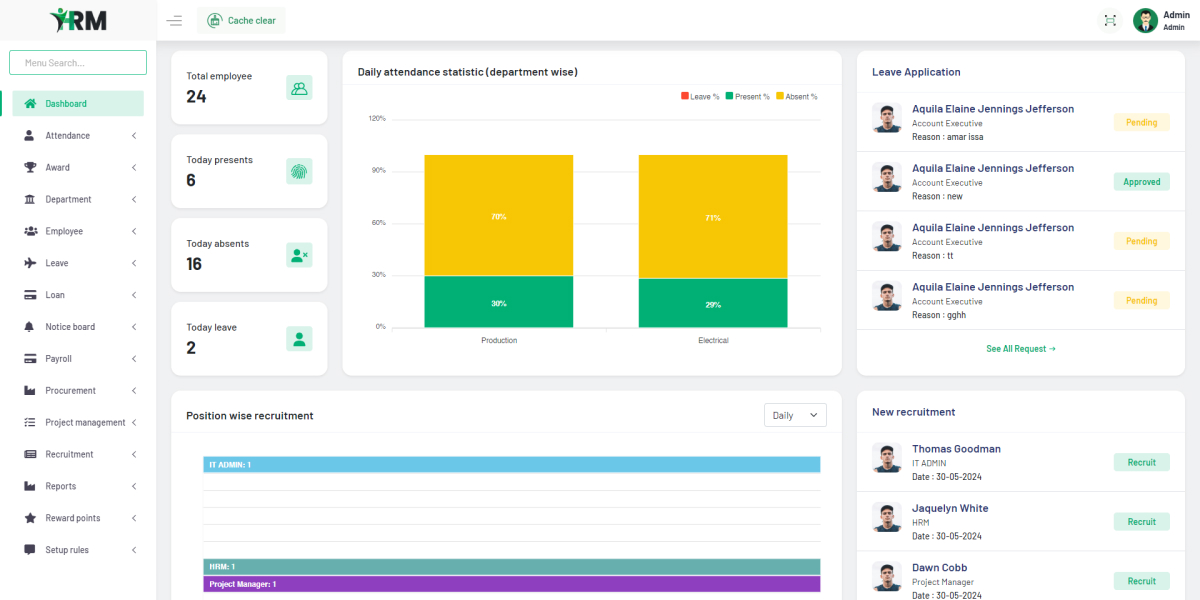 HRM
Menu Search...
Dashboard
Attendance
Award
Department
Employee
Leave
Loan
Notice board
Payroll
Procurement
Project management
Recruitment
Reports
Reward points
Setup rules
Cache clear
Admin
Admin
Total employee
24
Today presents
6
Today absents
16
Today leave
2
Daily attendance statistic (department wise)
Leave % Present % Absent %
120%
90%
60%
30%
0%
70%
30%
71%
29%
Production
Electrical
Leave Application
Aquila Elaine Jennings Jefferson
Account Executive
Reason : amar issa
Pending
Aquila Elaine Jennings Jefferson
Account Executive
Reason : new
Approved
Aquila Elaine Jennings Jefferson
Account Executive
Reason : tt
Pending
Aquila Elaine Jennings Jefferson
Account Executive
Reason : gghh
Pending
See All Request →
Position wise recruitment
Daily
IT ADMIN: 1
HRM: 1
Project Manager: 1
New recruitment
Thomas Goodman
IT ADMIN
Date : 30-05-2024
Recruit
Jaquelyn White
HRM
Date : 30-05-2024
Recruit
Dawn Cobb
Project Manager
Date : 30-05-2024
Recruit